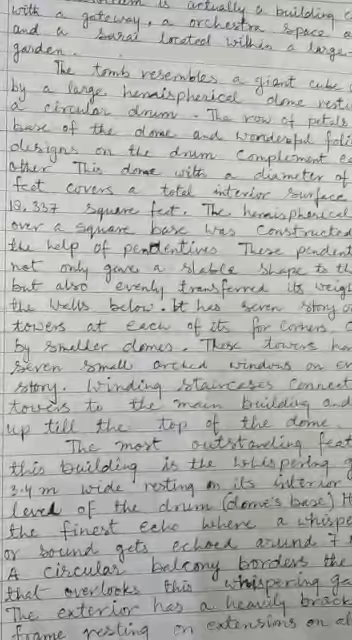 is actually a building c
with a gateway, a orchestra space a
and a sarai located within a large
garden.
The tomb resembles a giant cube
by a large hemispherical dome rest
a circular drum. The row of petals
base of the dome and wonderful foli
designs on the drum complement ea
other This dome with a diameter of
feet covers a total interior surface
18,337 square feet. The hemispherical
over a square base was constructed
the help of pendentives These pendent
not only gave a stable shape to th
but also evenly transferred its weigh
the walls below. It has seven story o
towers at each of its for corners. C
by smaller domes. These towers ha
seven small arched windows on ev
story. Winding staircases connect
towers to the main building and
up till the top of the dome.
The most outstanding feat
this building is the Whispering g
3.4 m wide resting on its interior
level of the drum (dome's base) H
the finest echo where a whispe
or sound gets echoed around 7
A circular balcony borders the
that overlooks this whispering ga
The exterior has a heavily brack
frame resting on extensions on al